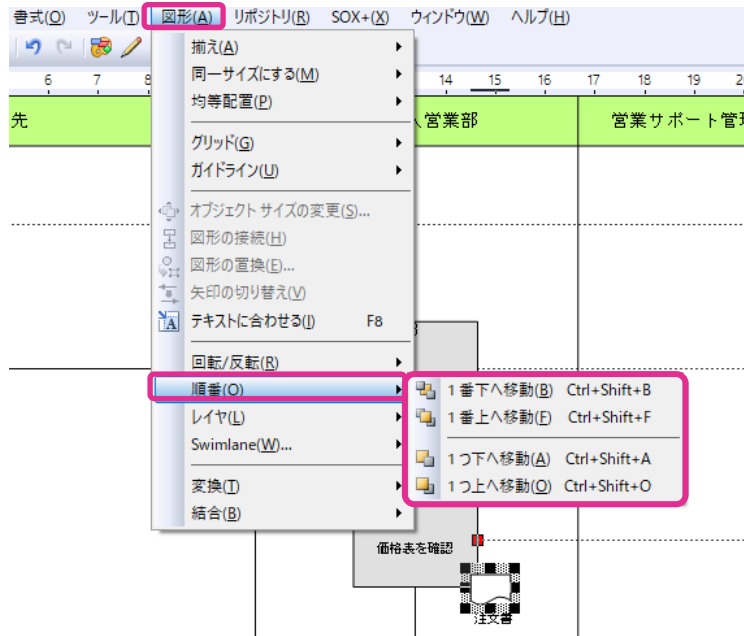 書式(O) ツール(T) 図形(A) リポジトリ(R) SOX+(X) ウィンドウ(W) ヘルプ(H)
6 7 8 14 15 16 17 18 19
先 営業部 営業サポート管理
揃え(A)
同一サイズにする(M)
均等配置(P)
グリッド(G)
ガイドライン(U)
オブジェクト サイズの変更(S)...
図形の接続(H)
図形の置換(E)...
矢印の切り替え(V)
テキストに合わせる(J) F8
回転/反転(R)
順番(O)
レイヤ(L)
Swimlane(W)...
変換(T)
結合(B)
1番下へ移動(B) Ctrl+Shift+B
1番上へ移動(F) Ctrl+Shift+F
1つ下へ移動(A) Ctrl+Shift+A
1つ上へ移動(O) Ctrl+Shift+O
価格表を確認
注文書